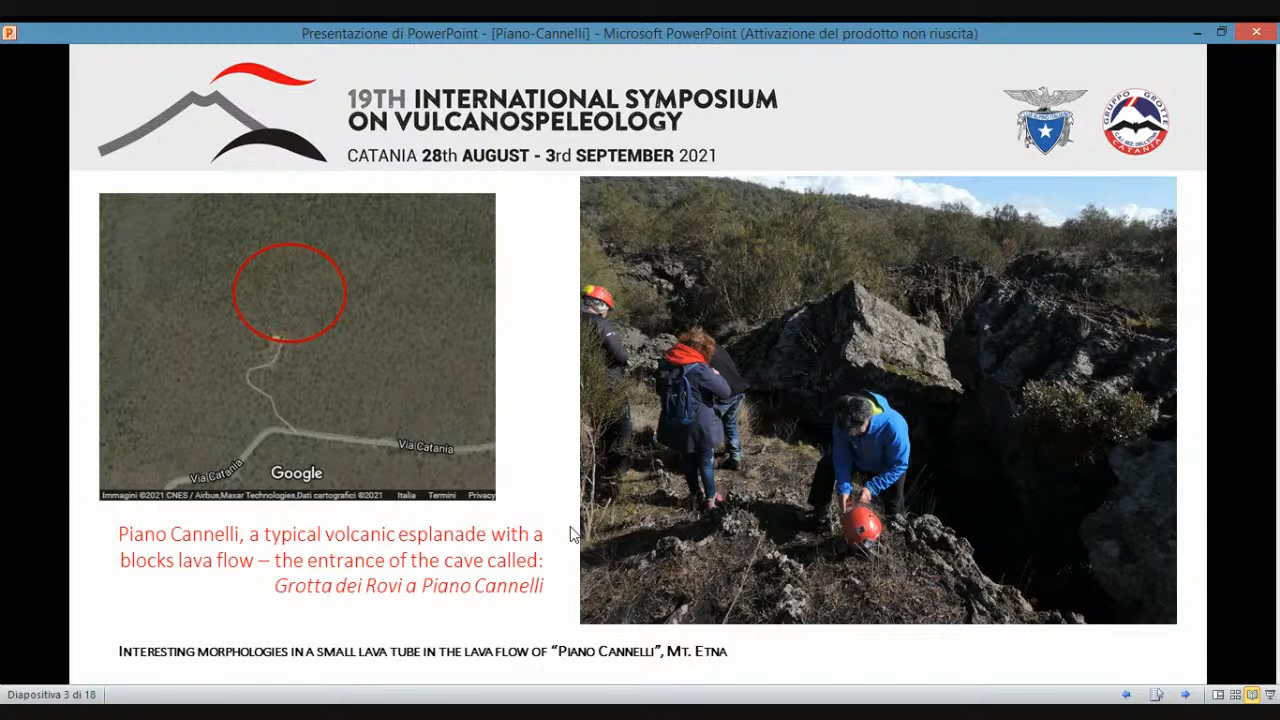 Presentazione di PowerPoint - [Piano-Cannelli] - Microsoft PowerPoint (Attivazione del prodotto non riuscita)
19TH INTERNATIONAL SYMPOSIUM
ON VULCANOSPELEOLOGY
CATANIA 28th AUGUST - 3rd SEPTEMBER 2021
GRUPPO GROTTE
CATANIA
Via Catania
Via Catania
Google
Immagini ©2021 CNES / Airbus,Maxar Technologies,Dati cartografici ©2021 Italia Termini Privacy
Piano Cannelli, a typical volcanic esplanade with a
blocks lava flow – the entrance of the cave called:
Grotta dei Rovi a Piano Cannelli
INTERESTING MORPHOLOGIES IN A SMALL LAVA TUBE IN THE LAVA FLOW OF “PIANO CANNELLI”, MT. ETNA
Diapositiva 3 di 18